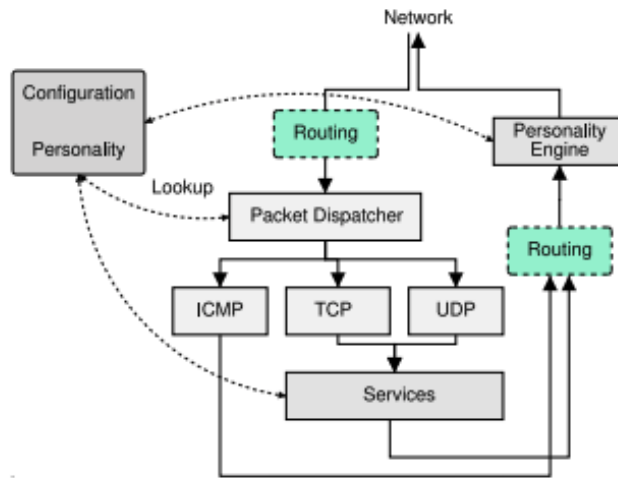 Network
Configuration
Personality
Routing
Personality
Engine
Lookup
Packet Dispatcher
Routing
ICMP
TCP
UDP
Services